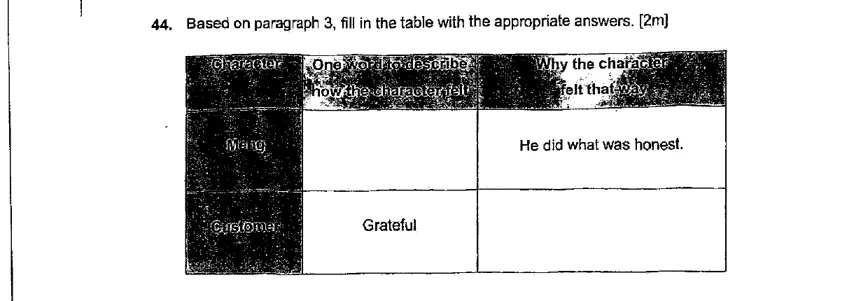 44. Based on paragraph 3, fill in the table with the appropriate answers. [2m]
Character
One word to describe
how the character felt
Why the character
felt that way
Meng
He did what was honest.
Customer
Grateful